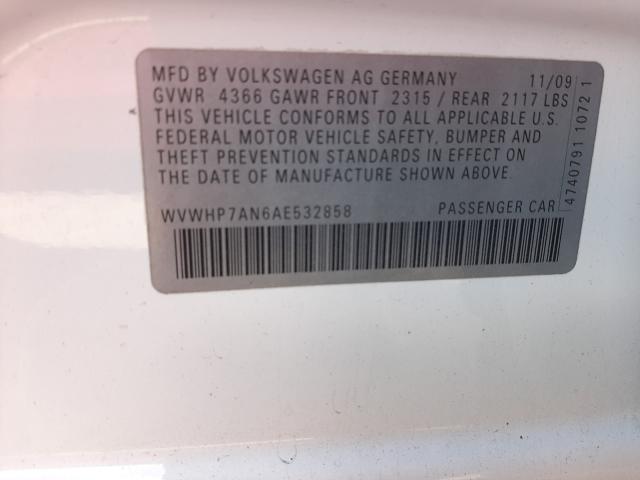 MFD BY VOLKSWAGEN AG GERMANY 11/09
GVWR 4366 GAWR FRONT 2315 / REAR 2117 LBS
THIS VEHICLE CONFORMS TO ALL APPLICABLE U.S.
FEDERAL MOTOR VEHICLE SAFETY, BUMPER AND
THEFT PREVENTION STANDARDS IN EFFECT ON
THE DATE OF MANUFACTURE SHOWN ABOVE.
WVWHP7AN6AE532858 PASSENGER CAR
4740791 1072 1